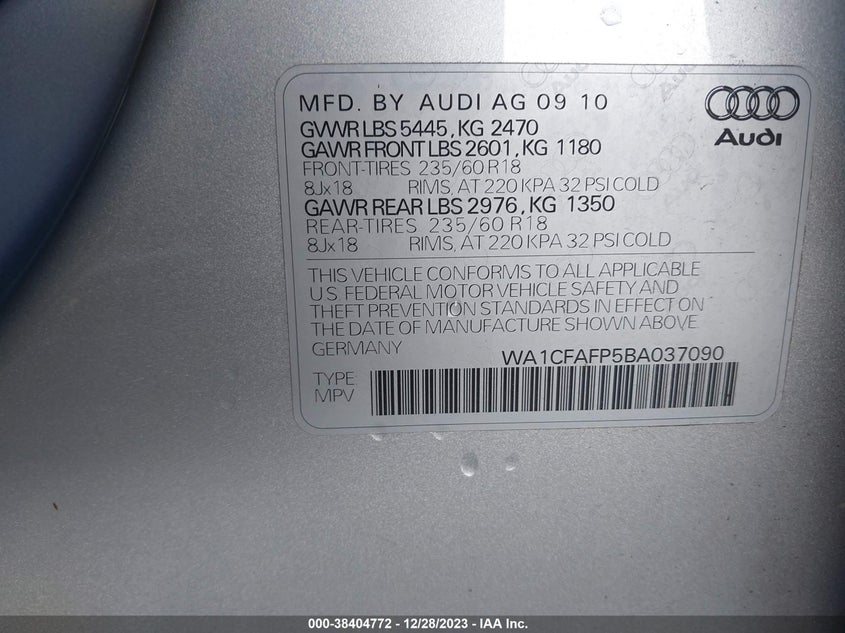 MFD. BY AUDI AG 09 10
GVWR LBS 5445, KG 2470
GAWR FRONT LBS 2601, KG 1180
FRONT-TIRES 235/60 R18
8Jx18 RIMS, AT 220 KPA 32 PSI COLD
GAWR REAR LBS 2976, KG 1350
REAR-TIRES 235/60 R18
8Jx18 RIMS, AT 220 KPA 32 PSI COLD
Audi
THIS VEHICLE CONFORMS TO ALL APPLICABLE
U.S. FEDERAL MOTOR VEHICLE SAFETY AND
THEFT PREVENTION STANDARDS IN EFFECT ON
THE DATE OF MANUFACTURE SHOWN ABOVE
GERMANY WA1CFAFP5BA037090
TYPE
MPV
000-38404772 - 12/28/2023 - IAA Inc.